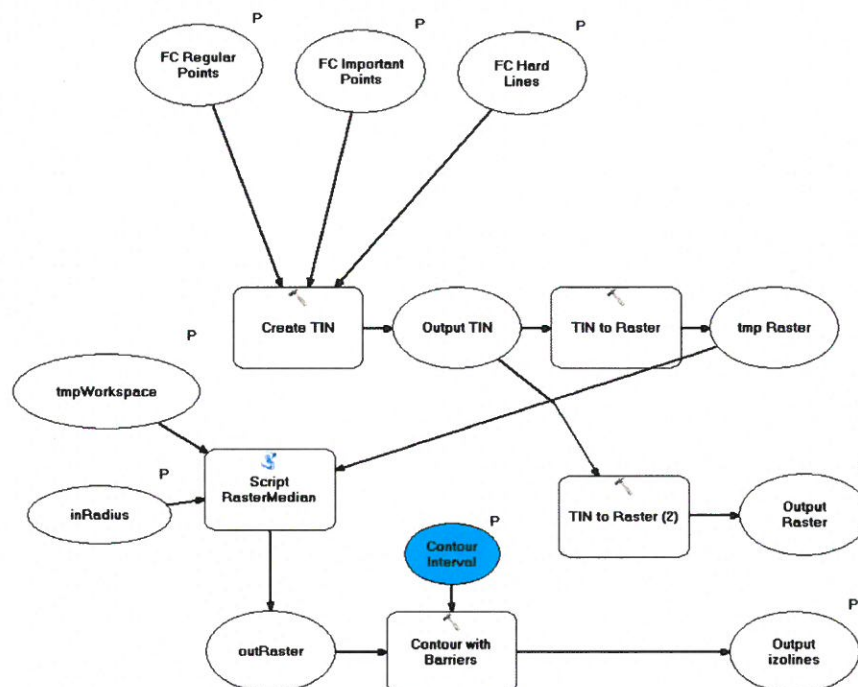 P
P
P
FC Regular
Points
FC Important
Points
FC Hard
Lines
Create TIN
Output TIN
TIN to Raster
tmp Raster
P
tmpWorkspace
P
inRadius
Script
RasterMedian
P
Contour
Interval
TIN to Raster (2)
Output
Raster
outRaster
Contour with
Barriers
P
Output
izolines